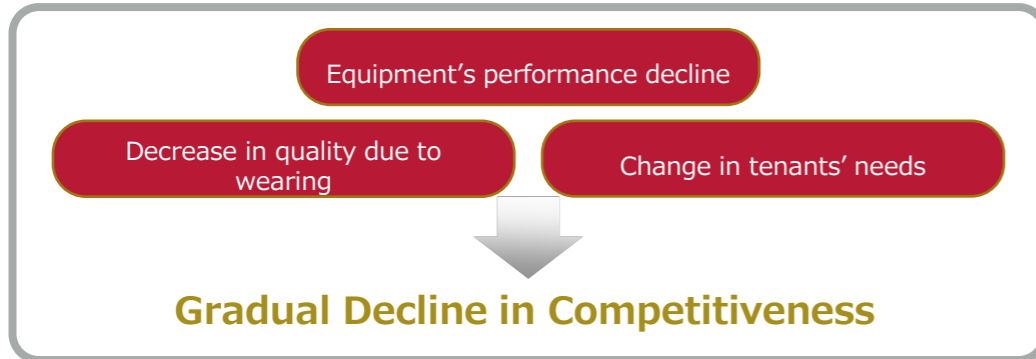 Equipment’s performance decline
Decrease in quality due to
wearing
Change in tenants’ needs
Gradual Decline in Competitiveness